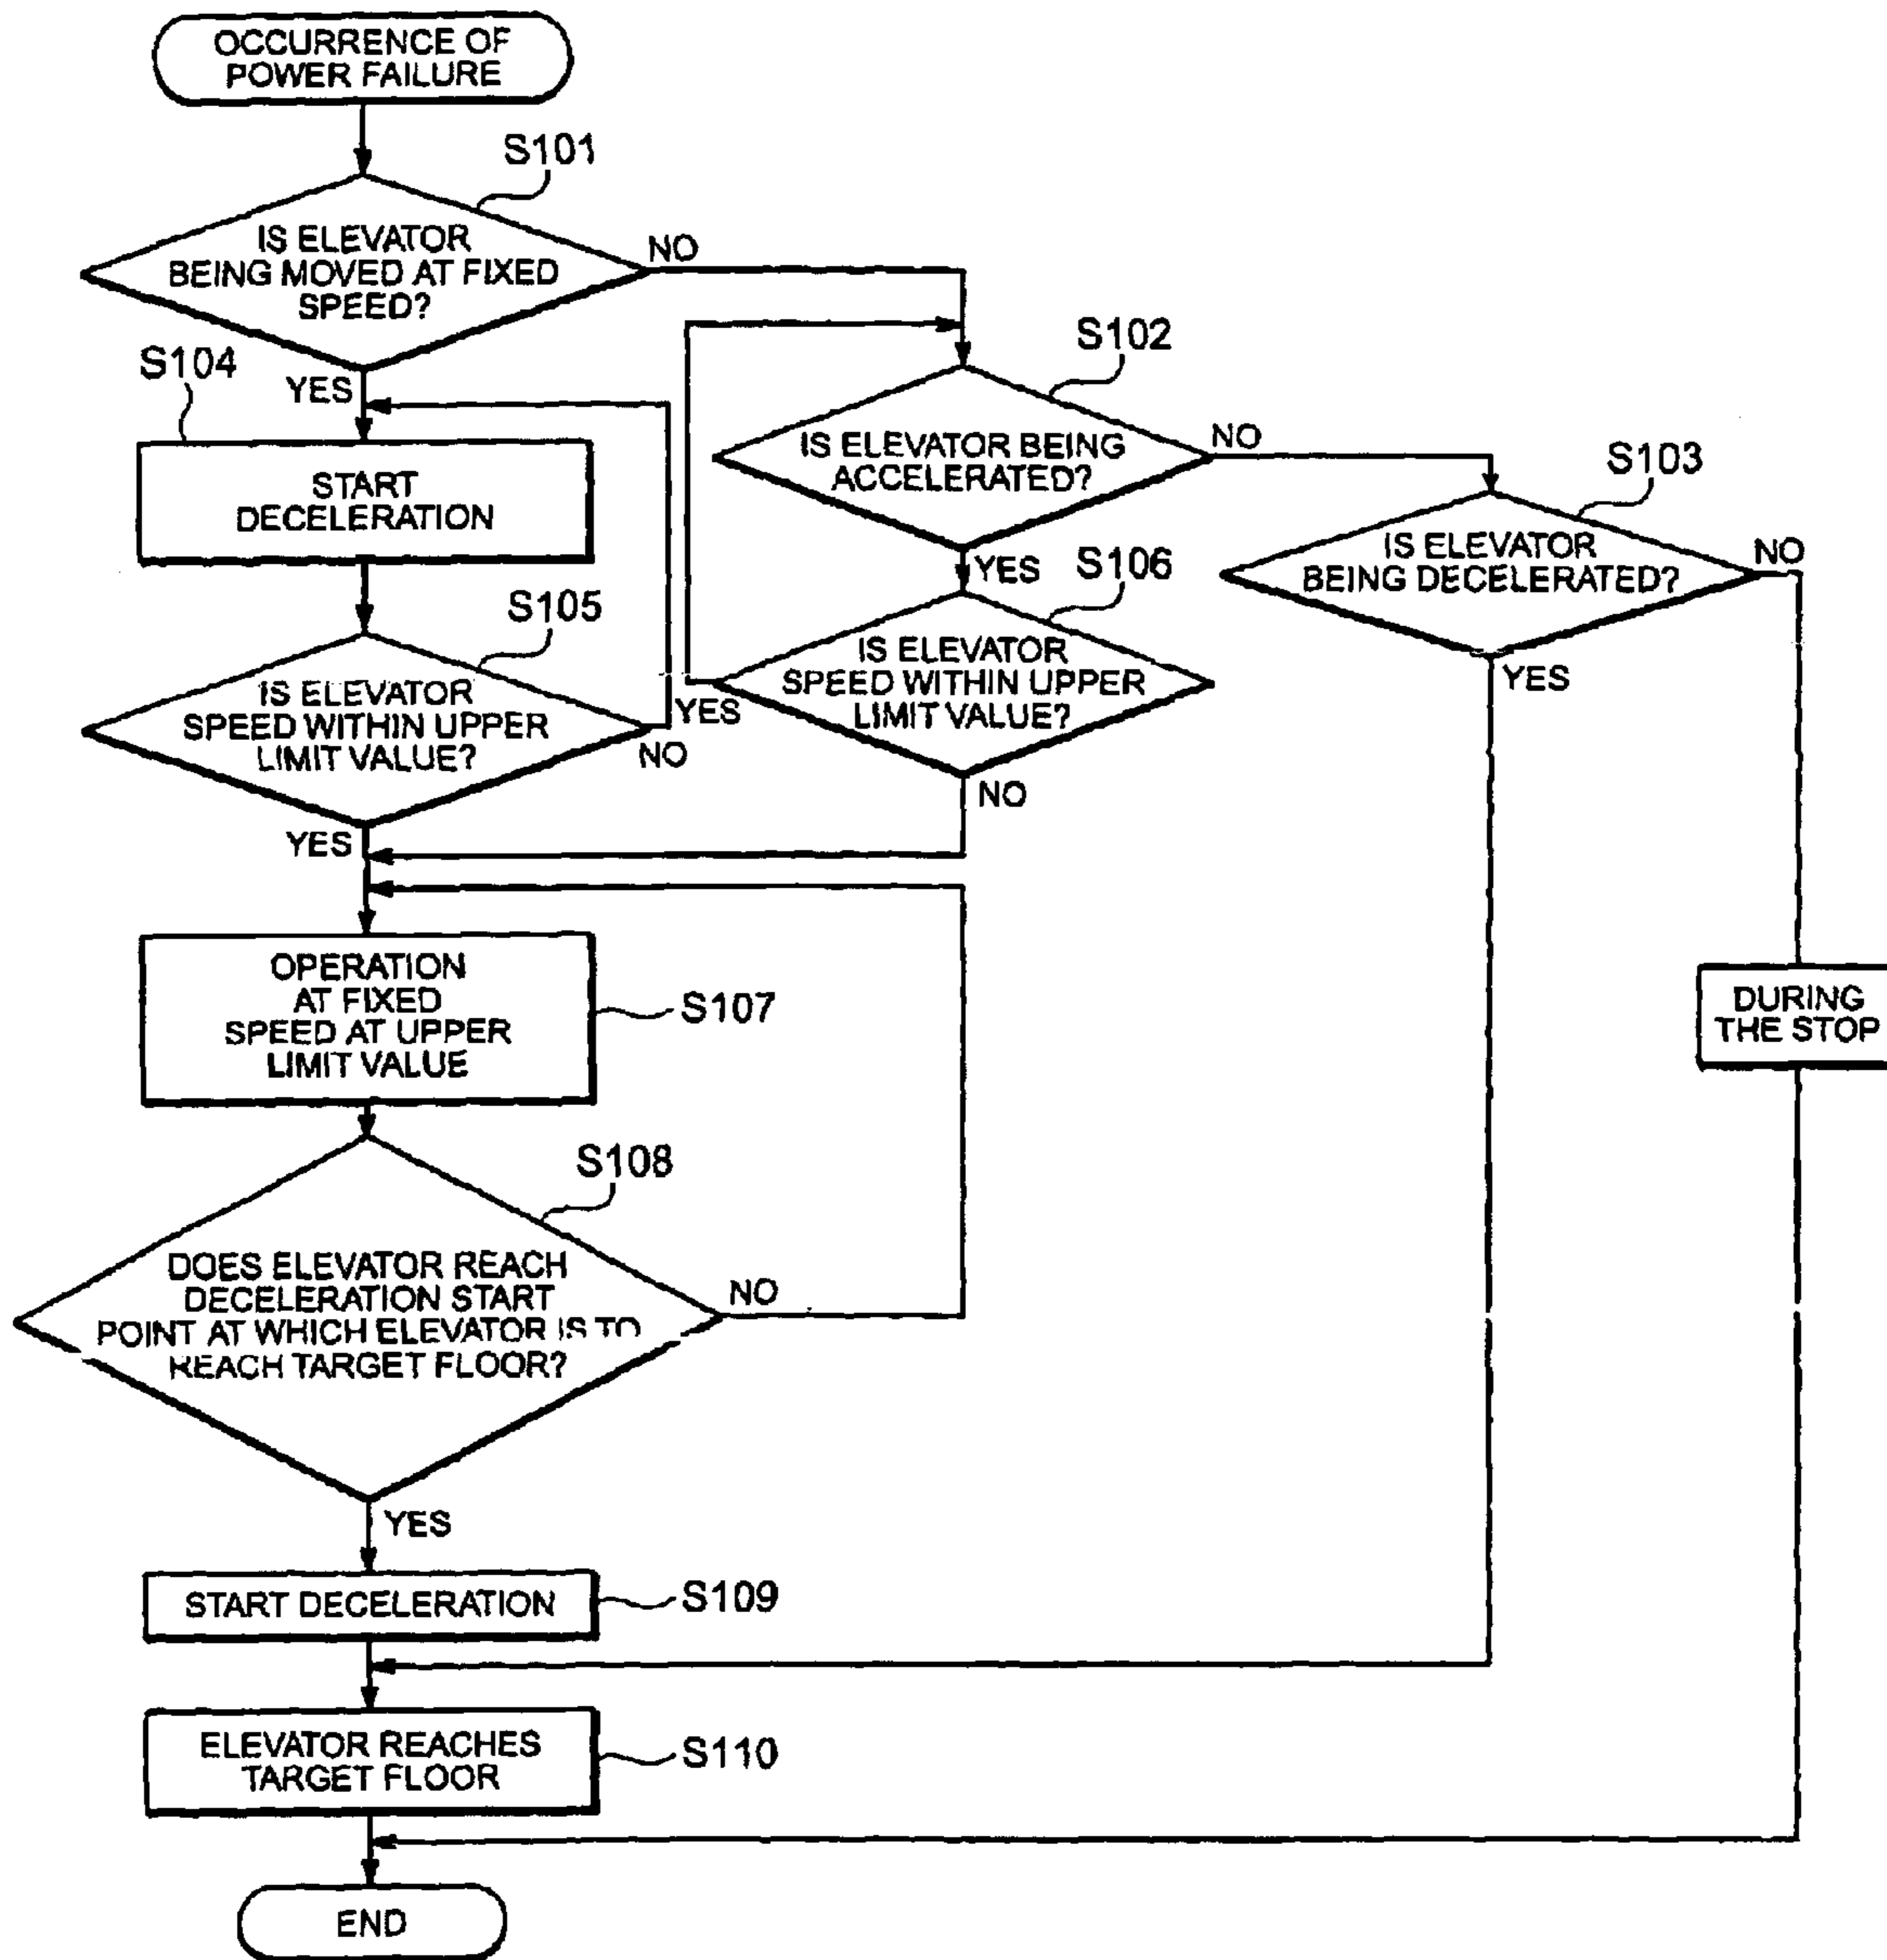 OCCURRENCE OF
POWER FAILURE
S101
IS ELEVATOR
BEING MOVED AT FIXED
SPEED?
NO
YES
S102
IS ELEVATOR BEING
ACCELERATED?
NO
YES
S103
IS ELEVATOR
BEING DECELERATED?
NO
YES
S104
START
DECELERATION
S105
IS ELEVATOR
SPEED WITHIN UPPER
LIMIT VALUE?
NO
YES
S106
IS ELEVATOR
SPEED WITHIN UPPER
LIMIT VALUE?
YES
NO
OPERATION
AT FIXED
SPEED AT UPPER
LIMIT VALUE
S107
DURING
THE STOP
S108
DOES ELEVATOR REACH
DECELERATION START
POINT AT WHICH ELEVATOR IS TO
REACH TARGET FLOOR?
NO
YES
START DECELERATION
S109
ELEVATOR REACHES
TARGET FLOOR
S110
END